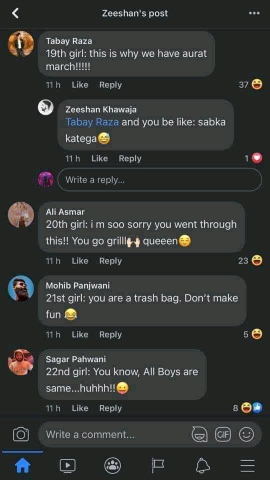 Zeeshan's post
Tabay Raza
19th girl: this is why we have aurat
march!!!!!
11 h Like Reply 37
Zeeshan Khawaja
Tabay Raza and you be like: sabka
katega😅
11 h Like Reply 1
Write a reply...
Ali Asmar
20th girl: i m soo sorry you went through
this!! You go grilll🙌🏻 queeen☺️
11 h Like Reply 23
Mohib Panjwani
21st girl: you are a trash bag. Don't make
fun 😂
11 h Like Reply 5
Sagar Pahwani
22nd girl: You know, All Boys are
same...huhhh!!😛
11 h Like Reply 8
Write a comment...
GIF